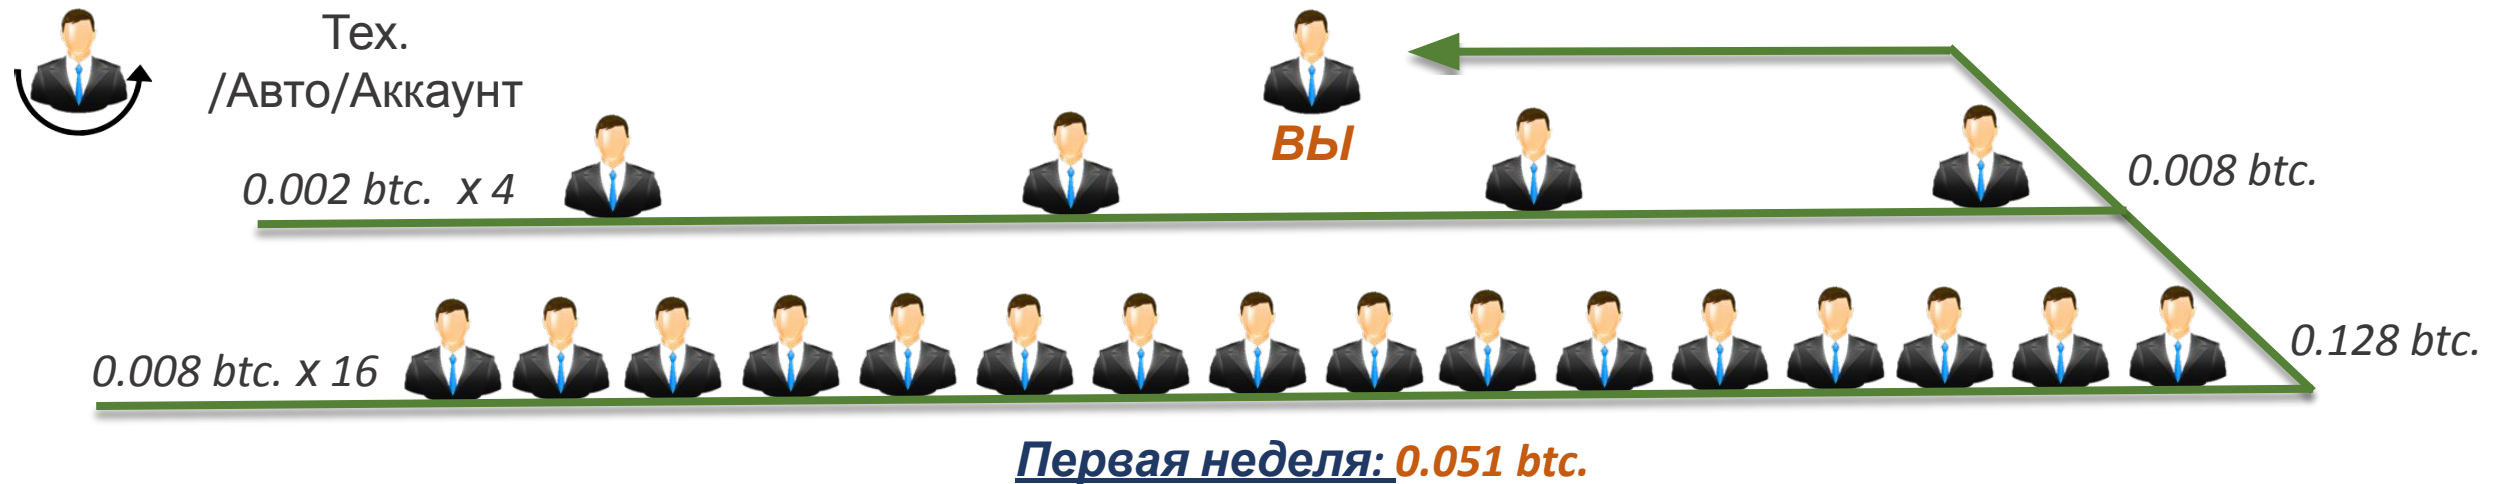 Тех.
/Авто/Аккаунт
ВЫ
0.002 btc. x 4
0.008 btc.
0.008 btc. x 16
0.128 btc.
Первая неделя: 0.051 btc.